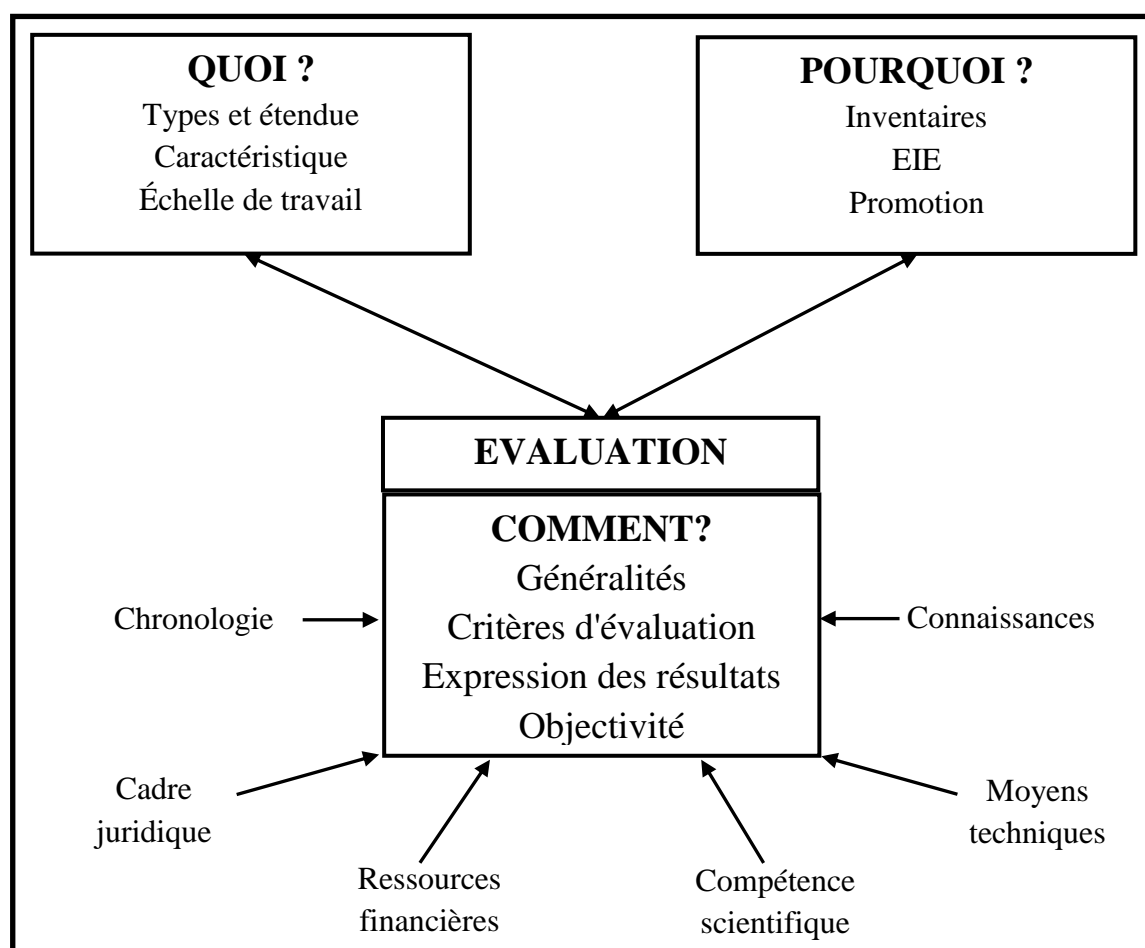 QUOI ?
Types et étendue
Caractéristique
Échelle de travail
POURQUOI ?
Inventaires
EIE
Promotion
EVALUATION
COMMENT?
Généralités
Critères d'évaluation
Expression des résultats
Objectivité
Chronologie
Connaissances
Cadre
juridique
Moyens
techniques
Ressources
financières
Compétence
scientifique